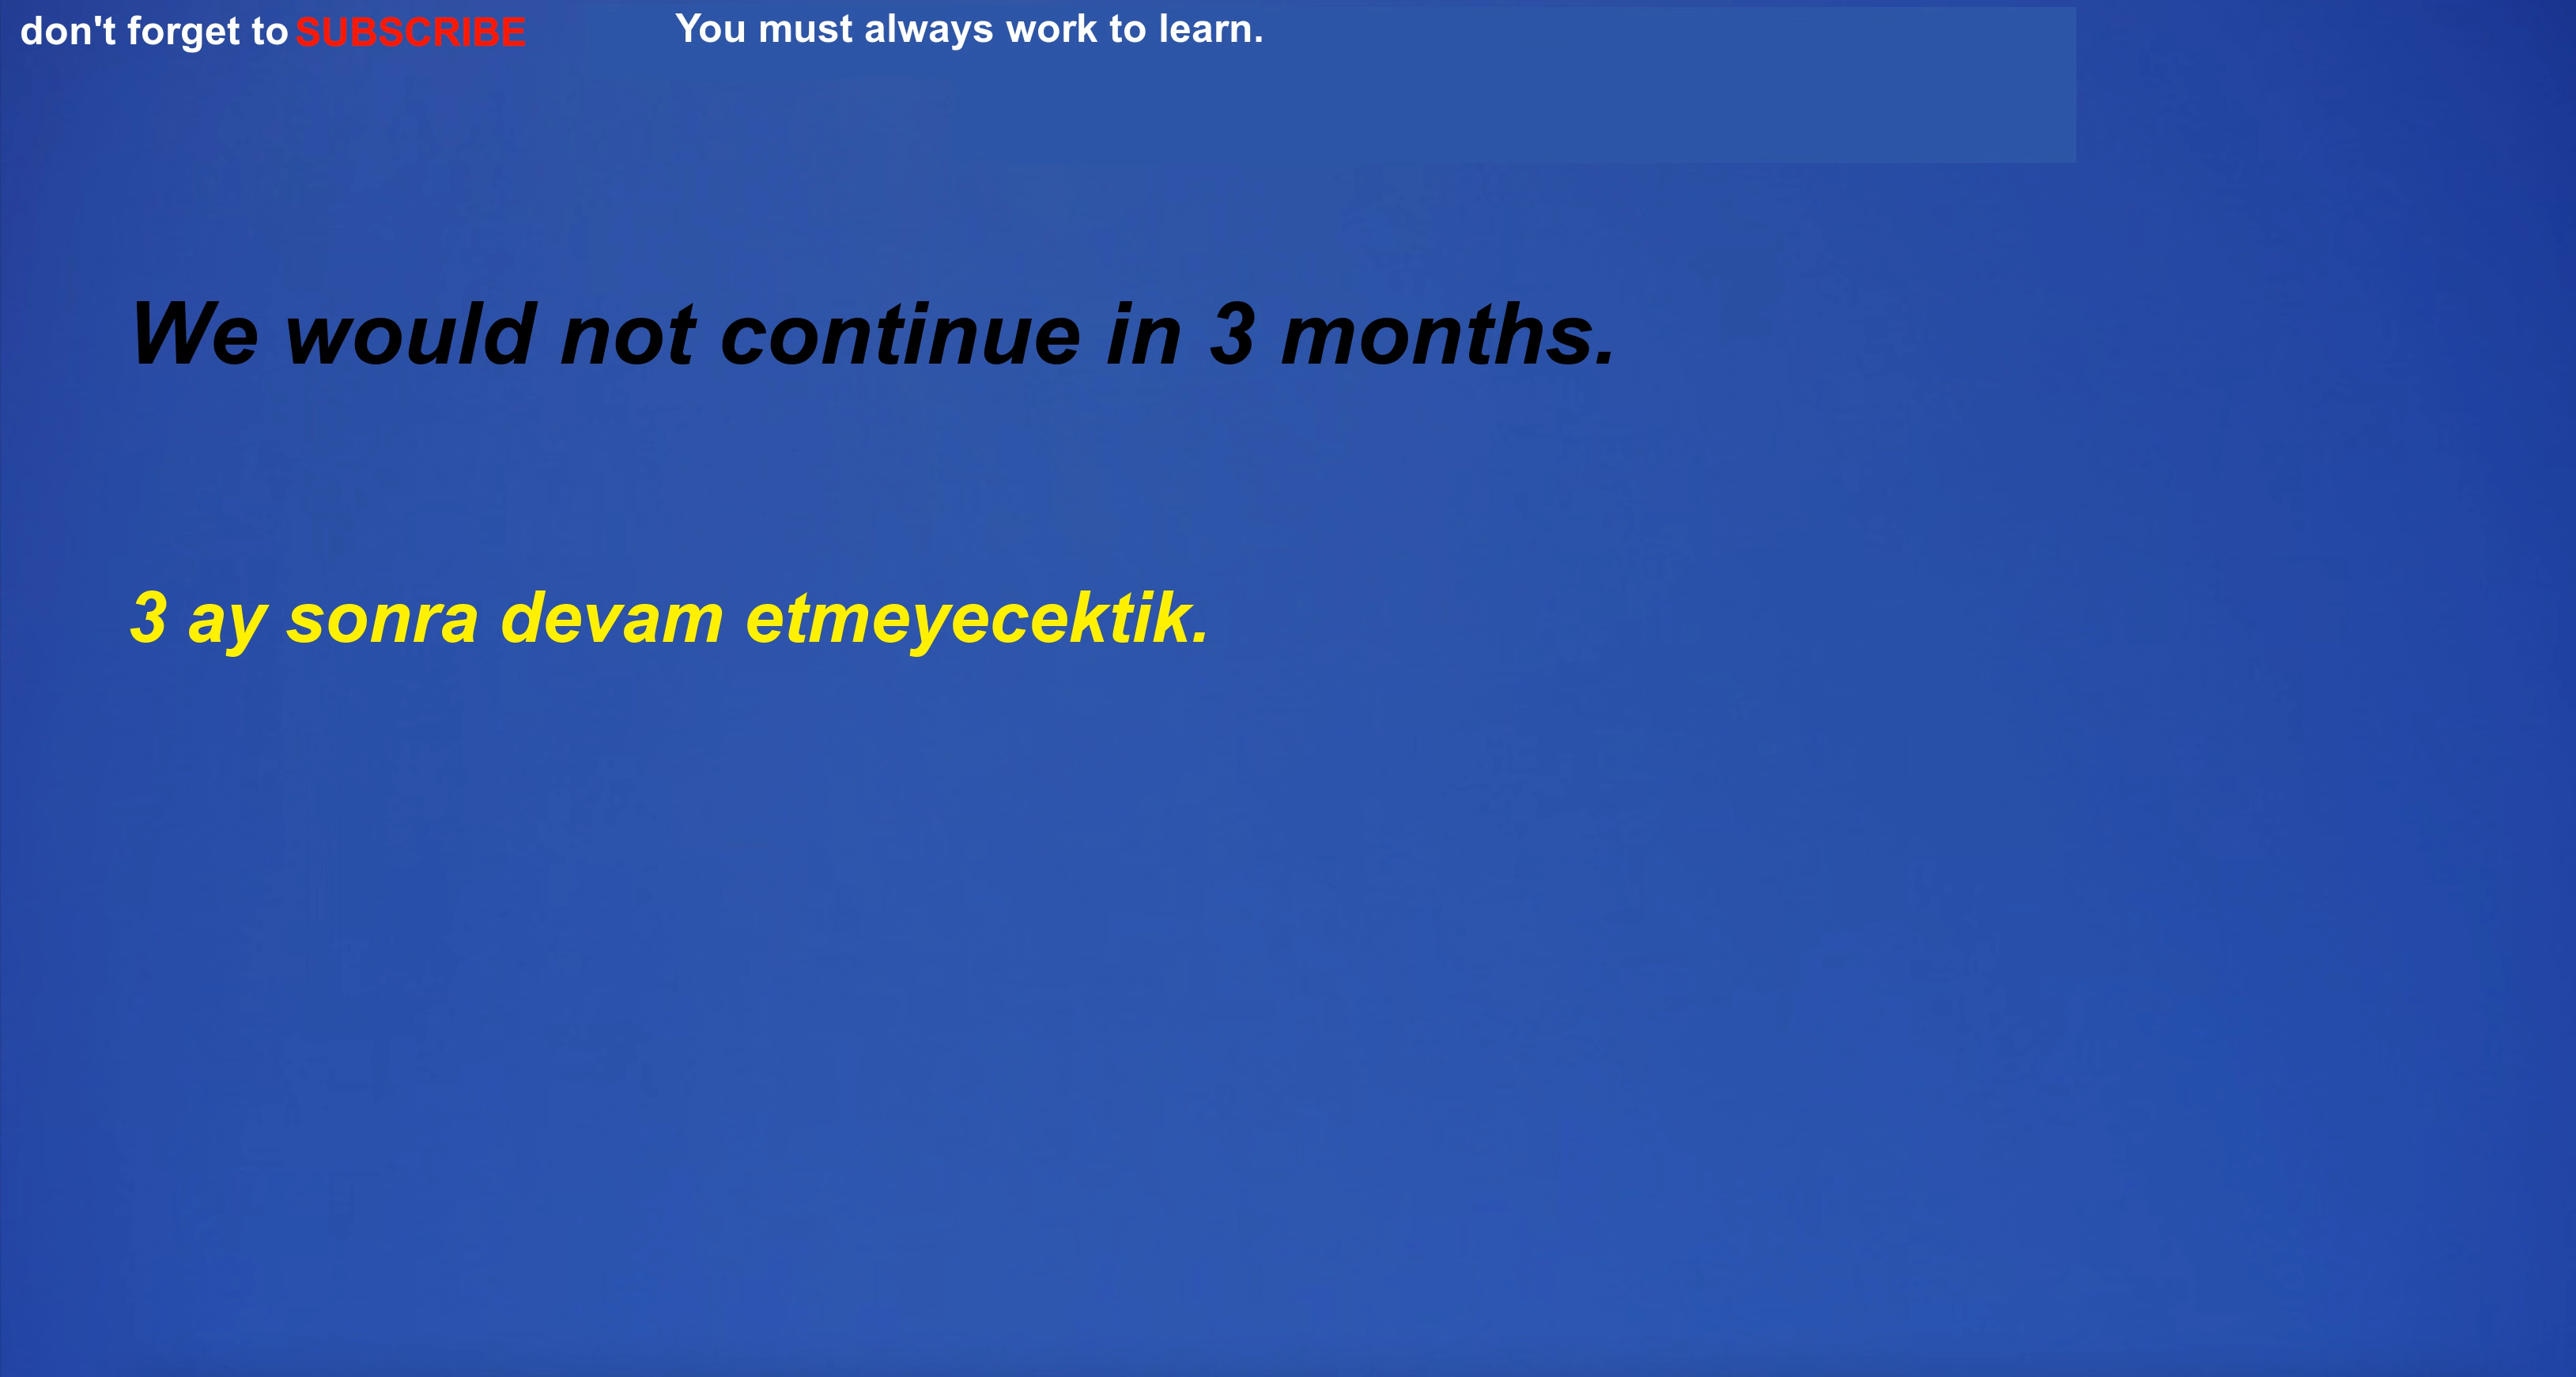 don't forget to SUBSCRIBE You must always work to learn.
We would not continue in 3 months.
3 ay sonra devam etmeyecektik.